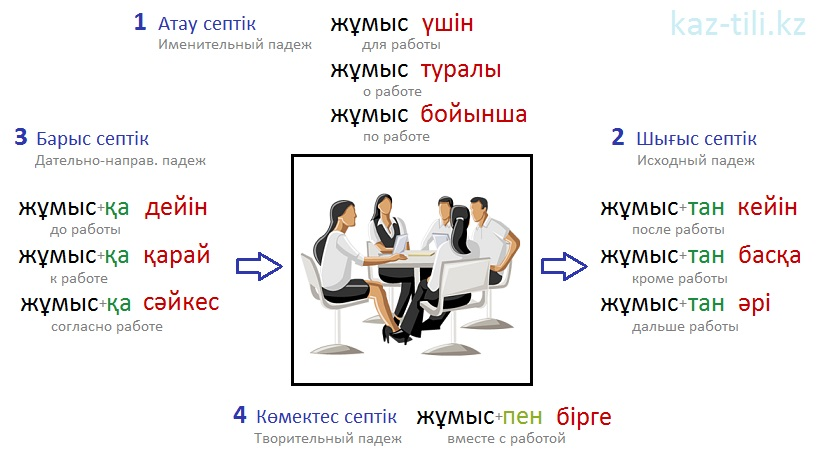 1 Атау септік жұмыс үшін
Именительный падеж для работы
kaz-tili.kz
жұмыс туралы
о работе
жұмыс бойынша
по работе
3 Барыс септік
Дательно-направ. падеж
жұмыс+қа дейін
до работы
жұмыс+қа қарай
к работе
жұмыс+қа сәйкес
согласно работе
2 Шығыс септік
Исходный падеж
жұмыс+тан кейін
после работы
жұмыс+тан басқа
кроме работы
жұмыс+тан әрі
дальше работы
4 Көмектес септік жұмыс+пен бірге
Творительный падеж вместе с работой